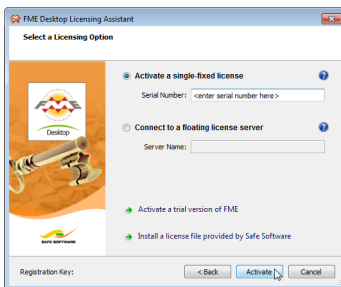 FME Desktop Licensing Assistant
Select a Licensing Option
FME
Desktop
SAFE SOFTWARE
Activate a single-fixed license
Serial Number: <enter serial number here>
Connect to a floating license server
Server Name:
Activate a trial version of FME
Install a license file provided by Safe Software
Registration Key:
< Back
Activate
Cancel